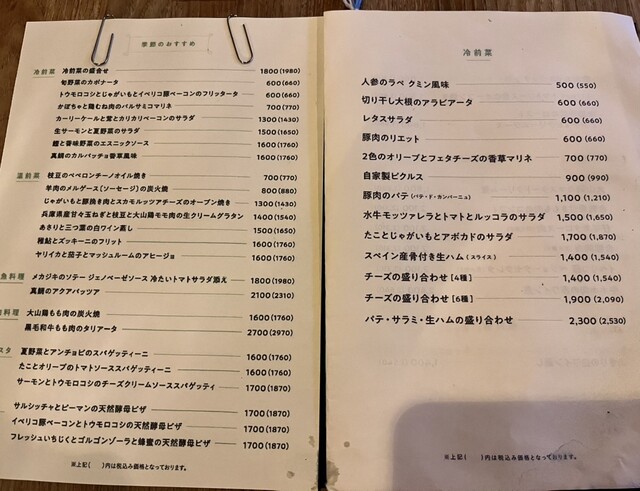 季節のおすすめ
冷前菜 冷前菜の盛合せ 1800(1980)
旬野菜のカポナータ 600(660)
トウモロコシとじゃがいもとイベリコ豚ベーコンのフリッタータ 600(660)
かぼちゃと鶏むね肉のバルサミコマリネ 700(770)
カーリーケールと茸とカリカリベーコンのサラダ 1300(1430)
生サーモンと夏野菜のサラダ 1500(1650)
鰹と香味野菜のエスニックソース 1600(1760)
真鯛のカルパッチョ香草風味 1600(1760)
温前菜 枝豆のペペロンチーノオイル焼き 700(770)
羊肉のメルゲース(ソーセージ)の炭火焼 800(880)
じゃがいもと豚挽き肉とスカモルッツアチーズのオーブン焼き 1300(1430)
兵庫県産甘々玉ねぎと枝豆と大山鶏モモ肉の生クリームグラタン 1400(1540)
あさりと三つ葉の白ワイン蒸し 1500(1650)
稚鮎とズッキーニのフリット 1600(1760)
ヤリイカと茄子とマッシュルームのアヒージョ 1600(1760)
魚料理 メカジキのソテー ジェノベーゼソース 冷たいトマトサラダ添え 1800(1980)
真鯛のアクアパッツァ 2100(2310)
料理 大山鶏もも肉の炭火焼 1600(1760)
黒毛和牛もも肉のタリアータ 2700(2970)
スタ 夏野菜とアンチョビのスパゲッティーニ 1600(1760)
たことオリーブのトマトソーススパゲッティーニ 1600(1760)
サーモンとトウモロコシのチーズクリームソーススパゲッティ 1700(1870)
サルシッチャとピーマンの天然酵母ピザ 1700(1870)
イベリコ豚ベーコンとトウモロコシの天然酵母ピザ 1700(1870)
フレッシュいちじくとゴルゴンゾーラと蜂蜜の天然酵母ピザ 1700(1870)
※上記( )内は税込み価格となっております。
冷前菜
人参のラペ クミン風味 500(550)
切り干し大根のアラビアータ 600(660)
レタスサラダ 600(660)
豚肉のリエット 600(660)
2色のオリーブとフェタチーズの香草マリネ 700(770)
自家製ピクルス 900(990)
豚肉のパテ(パテ・ド・カンパーニュ) 1,100(1,210)
水牛モッツァレラとトマトとルッコラのサラダ 1,500(1,650)
たことじゃがいもとアボカドのサラダ 1,700(1,870)
スペイン産骨付き生ハム(スライス) 1,400(1,540)
チーズの盛り合わせ[4種] 1,400(1,540)
チーズの盛り合わせ[6種] 1,900(2,090)
パテ・サラミ・生ハムの盛り合わせ 2,300(2,530)
※上記( )内は税込み価格となっております。